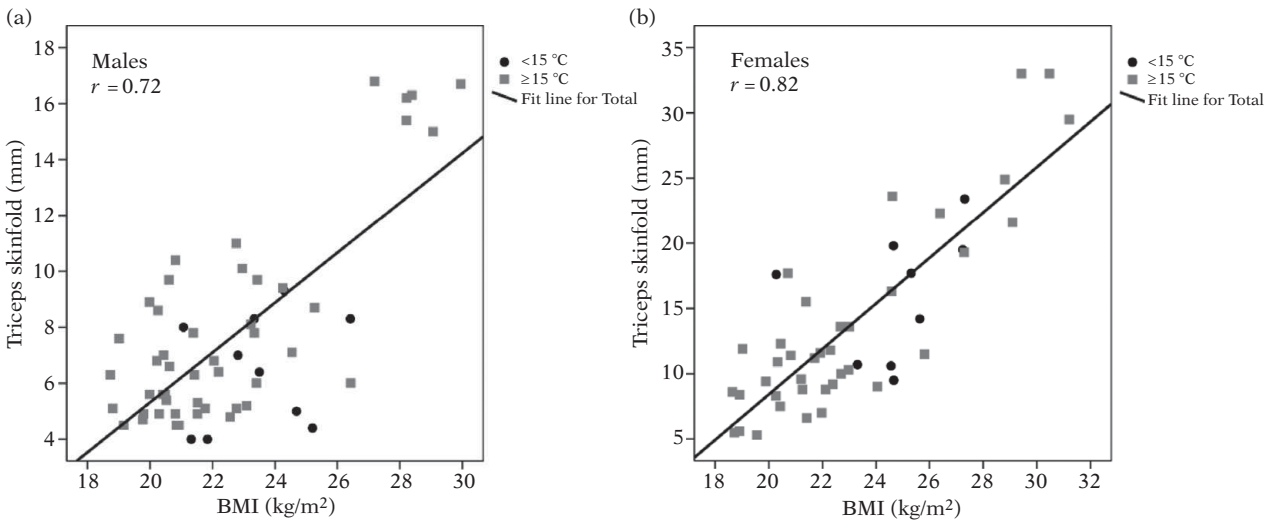 (a)
18
16
14
12
10
8
6
4
Triceps skinfold (mm)
Males
r = 0.72
<15 °C
≥15 °C
Fit line for Total
18 20 22 24 26 28 30
BMI (kg/m²)
(b)
35
30
25
20
15
10
5
Triceps skinfold (mm)
Females
r = 0.82
<15 °C
≥15 °C
Fit line for Total
18 20 22 24 26 28 30 32
BMI (kg/m²)